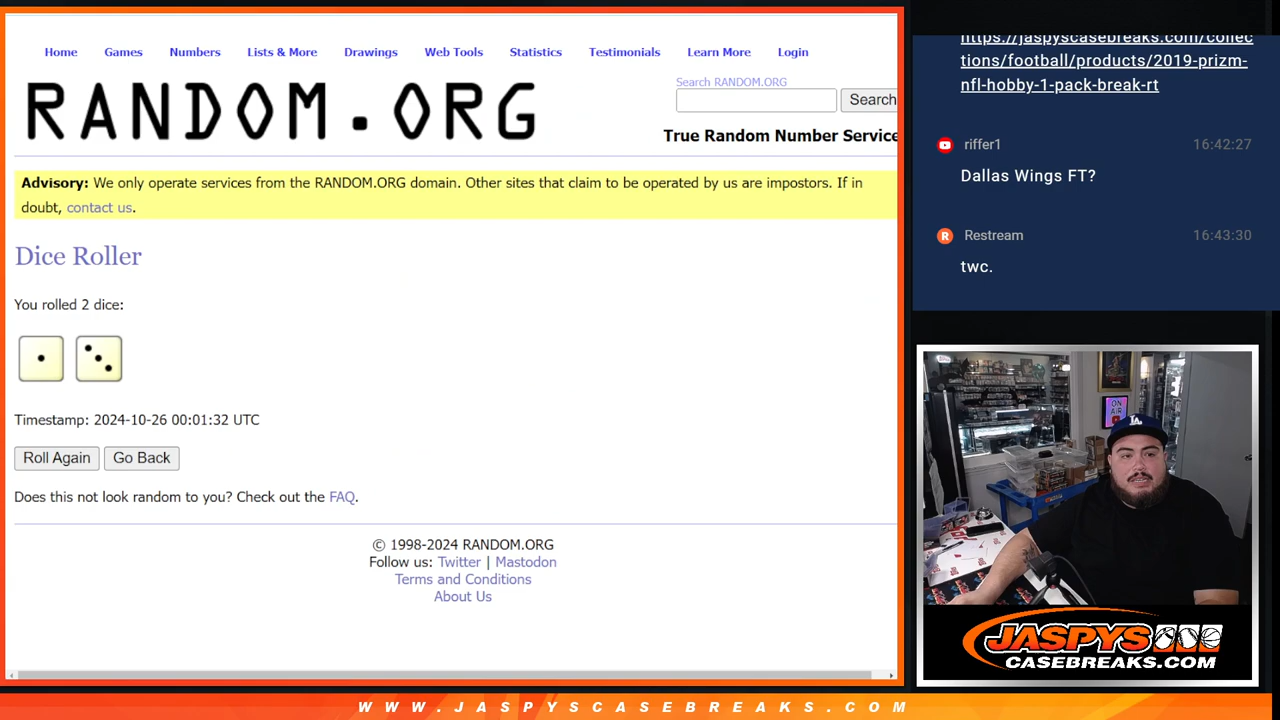 Home Games Numbers Lists & More Drawings Web Tools Statistics Testimonials Learn More Login
RANDOM.ORG
Search RANDOM.ORG
Search
True Random Number Service
Advisory: We only operate services from the RANDOM.ORG domain. Other sites that claim to be operated by us are impostors. If in
doubt, contact us.
Dice Roller
You rolled 2 dice:
Timestamp: 2024-10-26 00:01:32 UTC
Roll Again Go Back
Does this not look random to you? Check out the FAQ.
© 1998-2024 RANDOM.ORG
Follow us: Twitter | Mastodon
Terms and Conditions
About Us
https://jaspyscasebreaks.com/collec
tions/football/products/2019-prizm-
nfl-hobby-1-pack-break-rt
riffer1 16:42:27
Dallas Wings FT?
Restream 16:43:30
twc.
ON
AIR
LA
JASPYS
CASEBREAKS.COM
WWW.JASPYSCASEBREAKS.COM